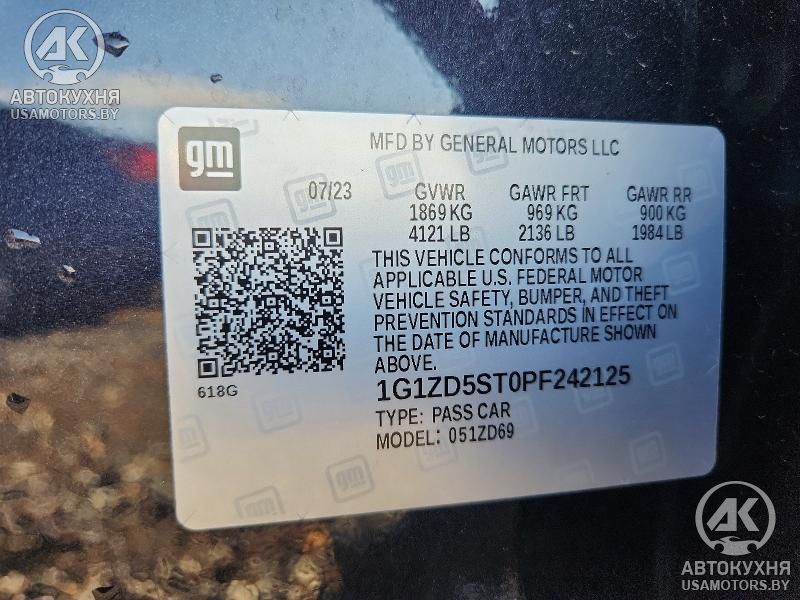 AK
АВТОКУХНЯ
USAMOTORS.BY
gm
MFD BY GENERAL MOTORS LLC
07/23 GVWR GAWR FRT GAWR RR
1869 KG 969 KG 900 KG
4121 LB 2136 LB 1984 LB
THIS VEHICLE CONFORMS TO ALL
APPLICABLE U.S. FEDERAL MOTOR
VEHICLE SAFETY, BUMPER, AND THEFT
PREVENTION STANDARDS IN EFFECT ON
THE DATE OF MANUFACTURE SHOWN
ABOVE.
618G
1G1ZD5ST0PF242125
TYPE: PASS CAR
MODEL: 051ZD69
gm
AK
АВТОКУХНЯ
USAMOTORS.BY